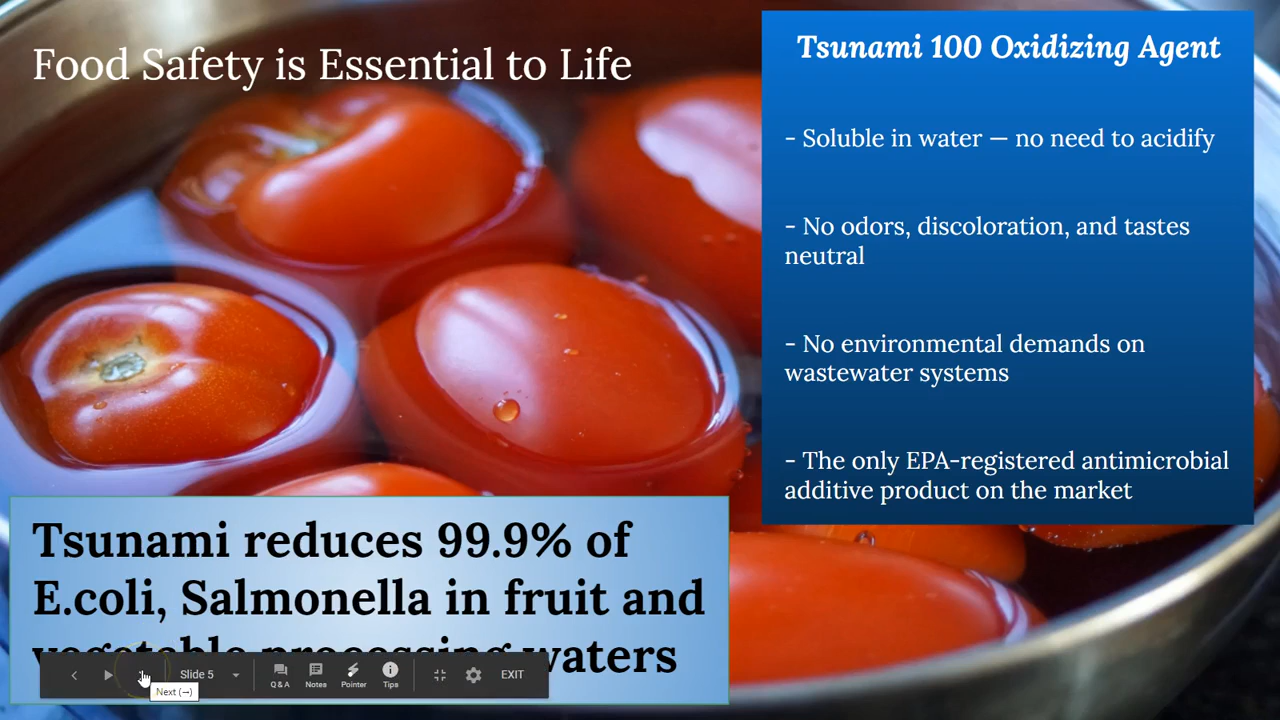 Food Safety is Essential to Life
Tsunami 100 Oxidizing Agent
- Soluble in water — no need to acidify
- No odors, discoloration, and tastes
neutral
- No environmental demands on
wastewater systems
- The only EPA-registered antimicrobial
additive product on the market
Tsunami reduces 99.9% of
E.coli, Salmonella in fruit and
vegetable processing waters
Slide 5
Q & A
Notes
Pointer
Tips
EXIT
Next (→)